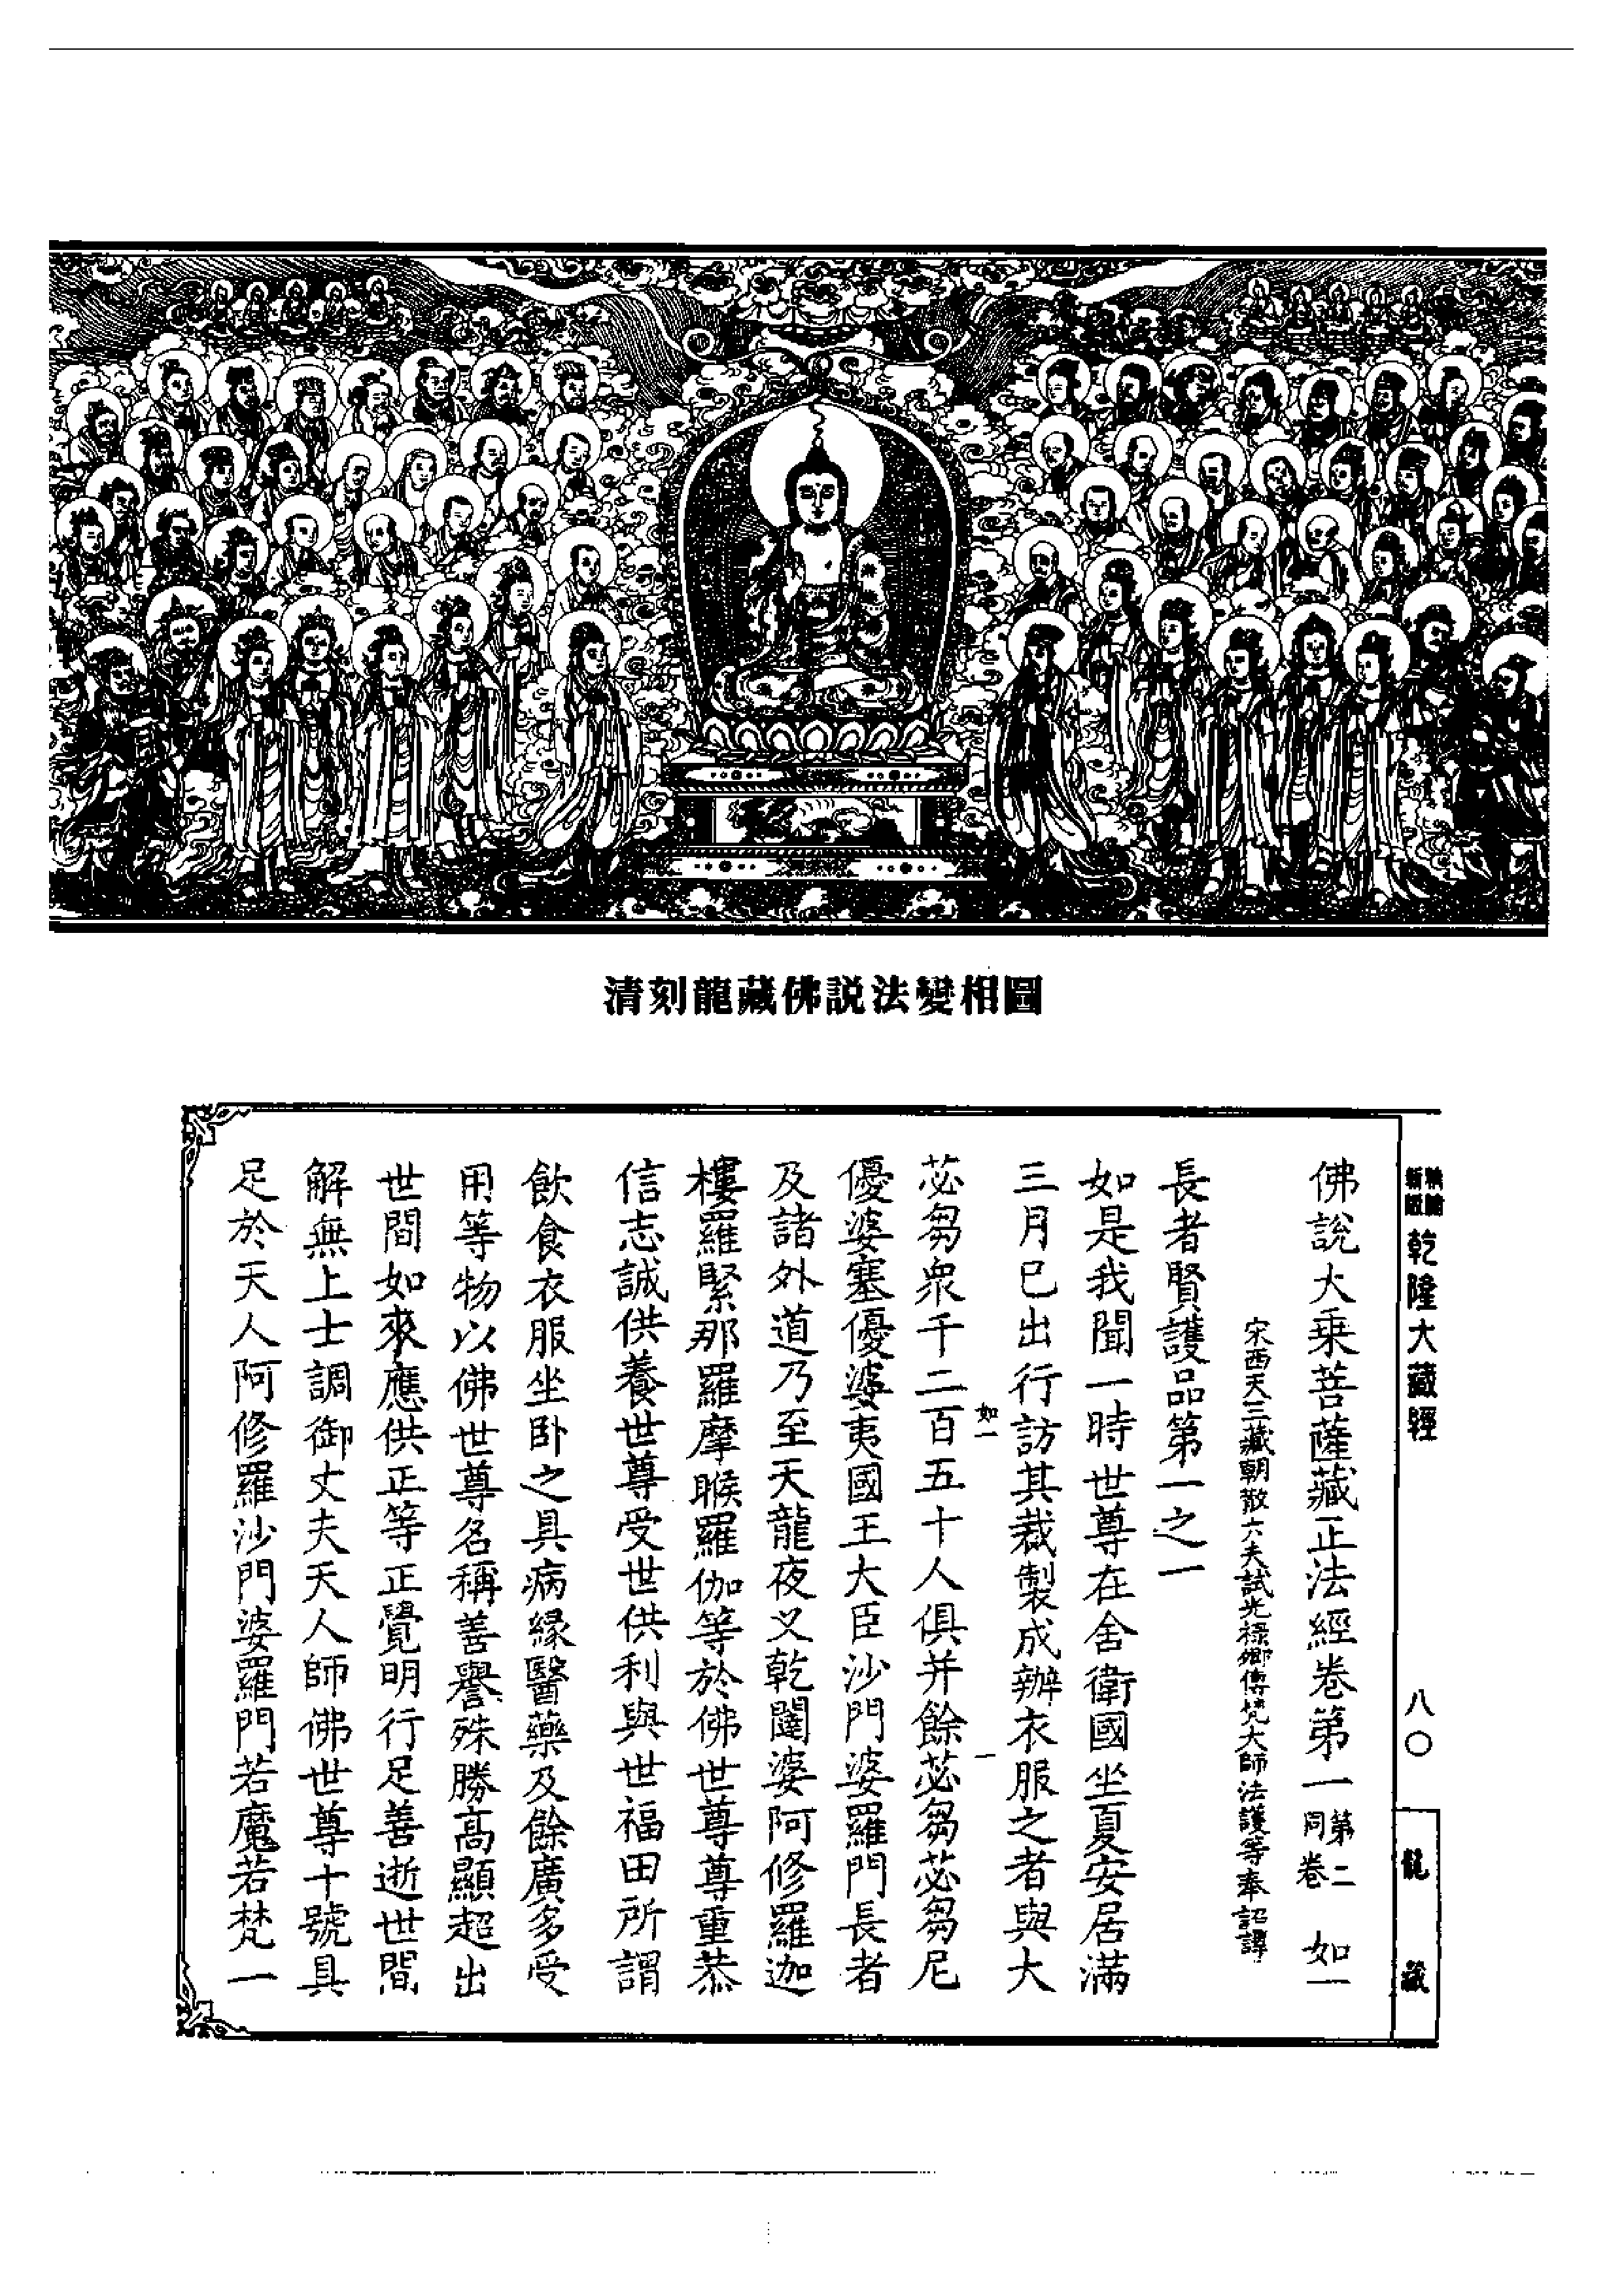 清刻龍藏佛説法變相圖
乾隆大藏經
八〇
龍藏
佛說大乘菩薩藏正法經卷第一 第二同卷 如一
宋西天三藏朝散大夫試光祿卿傳梵大師法護等奉詔譯
長者賢護品第一之一
如是我聞一時世尊在舍衛國坐夏安居滿
三月已出行訪其裁製成辦衣服之者與大
苾芻衆千二百五十人俱并餘苾芻苾芻尼
如一
一
優婆塞優婆夷國王大臣沙門婆羅門長者
及諸外道乃至天龍夜叉乾闥婆阿修羅迦
樓羅緊那羅摩睺羅伽等於佛世尊尊重恭
信志誠供養世尊受世供利與世福田所謂
飲食衣服坐卧之具病緣醫藥及餘廣多受
用等物以佛世尊名稱善譽殊勝高顯超出
世間如來應供正等正覺明行足善逝世間
解無上士調御丈夫天人師佛世尊十號具
足於天人阿修羅沙門婆羅門若魔若梵一